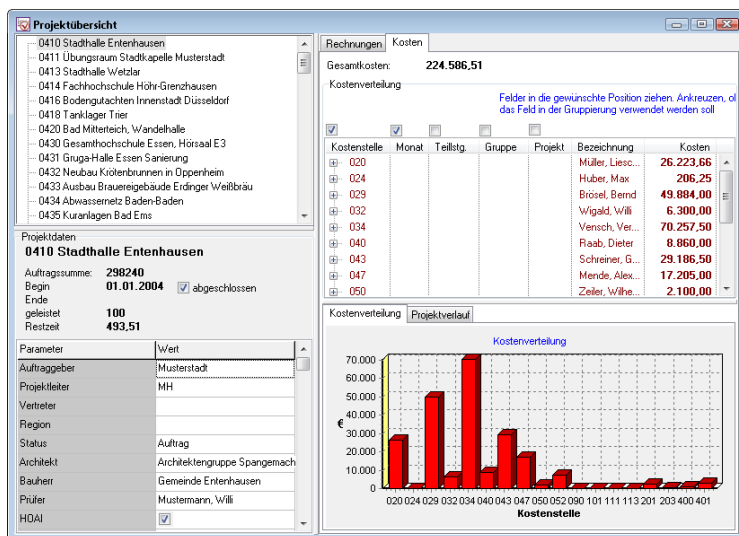 Projektübersicht
0410 Stadthalle Entenhausen
0411 Übungsraum Stadtkapelle Musterstadt
0413 Stadthalle Wetzlar
0414 Fachhochschule Höhr-Grenzhausen
0416 Bodengutachten Innenstadt Düsseldorf
0418 Tanklager Trier
0420 Bad Mitterteich, Wandelhalle
0430 Gesamthochschule Essen, Hörsaal E3
0431 Gruga-Halle Essen Sanierung
0432 Neubau Krötenbrunnen in Oppenheim
0433 Ausbau Brauereigebäude Erdinger Weißbräu
0434 Abwassernetz Baden-Baden
0435 Kuranlagen Bad Ems
Projektdaten
0410 Stadthalle Entenhausen
Auftragssumme: 298240
Begin 01.01.2004 abgeschlossen
Ende
geleistet 100
Restzeit 493,51
Parameter Wert
Auftraggeber Musterstadt
Projektleiter MH
Vertreter
Region
Status Auftrag
Architekt Architektengruppe Spangemach
Bauherr Gemeinde Entenhausen
Prüfer Mustermann, Willi
HOAI
Rechnungen Kosten
Gesamtkosten: 224.586,51
Kostenverteilung
Felder in die gewünschte Position ziehen. Ankreuzen, ol
das Feld in der Gruppierung verwendet werden soll
Kostenstelle Monat Teillstg. Gruppe Projekt Bezeichnung Kosten
020 Müller, Liesc... 26.223,66
024 Huber, Max 206,25
029 Brösel, Bernd 49.884,00
032 Wigald, Willi 6.300,00
034 Vensch, Ver... 70.257,50
040 Raab, Dieter 8.860,00
043 Schreiner, G... 29.186,50
047 Mende, Alex... 17.205,00
050 Zeiler, Wilhe... 2.100,00
Kostenverteilung Projektverlauf
Kostenverteilung
70.000
60.000
50.000
40.000
€
30.000
20.000
10.000
0
020 024 029 032 034 040 043 047 050 052 090 101 111 113 201 203 400 401
Kostenstelle